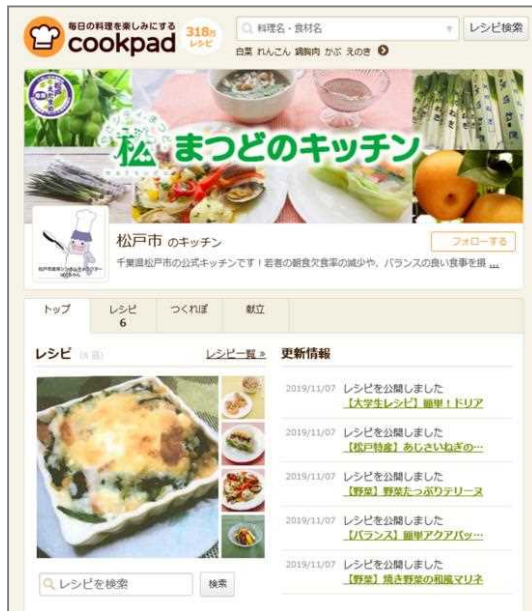 毎日の料理を楽しみにする
cookpad
318万
レシピ
料理名・食材名
レシピ検索
白菜 れんこん 鶏胸肉 かぶ えのき
松
まつどのキッチン
松戸市 のキッチン
フォローする
千葉県松戸市の公式キッチンです！若者の朝食欠食率の減少や、バランスの良い食事を摂 ...
トップ
レシピ
6
つくれぽ
献立
レシピ
レシピ一覧 »
更新情報
2019/11/07 レシピを公開しました
【大学生レシピ】簡単！ドリア
2019/11/07 レシピを公開しました
【松戸特産】あじさいねぎの…
2019/11/07 レシピを公開しました
【野菜】野菜たっぷりテリーヌ
2019/11/07 レシピを公開しました
【バランス】簡単アクアパッ…
2019/11/07 レシピを公開しました
【野菜】焼き野菜の和風マリネ
レシピを検索
検索